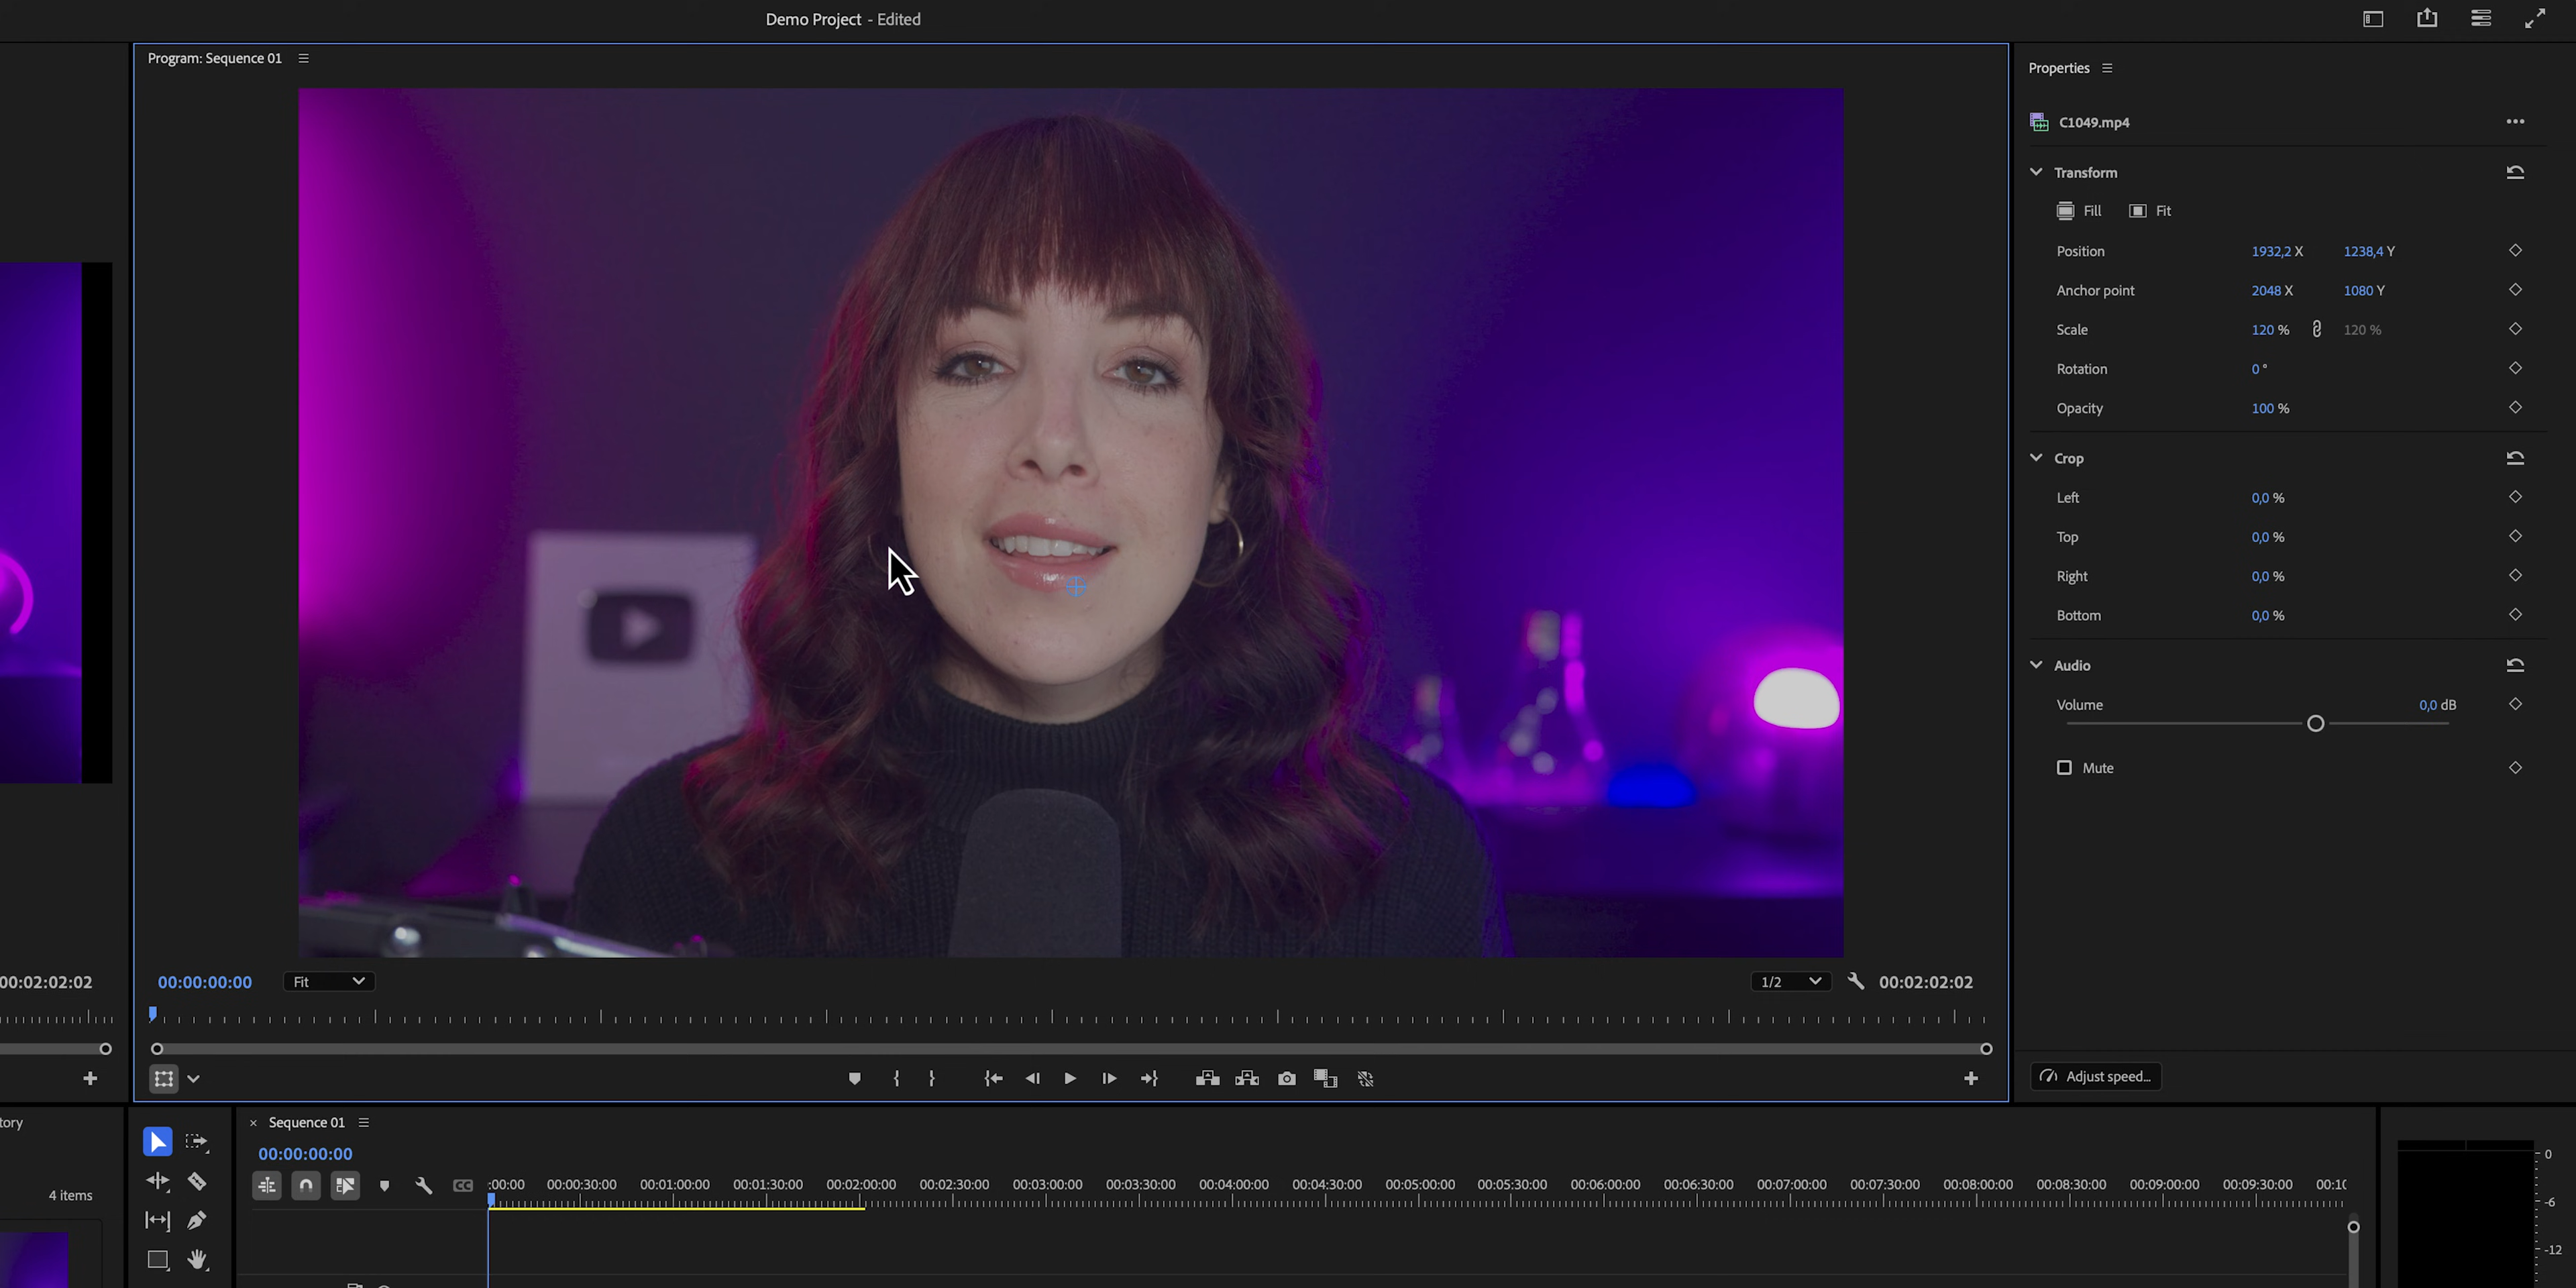 Demo Project - Edited
Program: Sequence 01
Properties
C1049.mp4
Transform
Fill Fit
Position 1932,2 X 1238,4 Y
Anchor point 2048 X 1080 Y
Scale 120 % 120 %
Rotation 0 °
Opacity 100 %
Crop
Left 0,0 %
Top 0,0 %
Right 0,0 %
Bottom 0,0 %
Audio
Volume 0,0 dB
Mute
Adjust speed...
00:02:02:02
00:00:00:00 Fit 1/2 00:02:02:02
tory
4 items
× Sequence 01
00:00:00:00
CC
:00:00 00:00:30:00 00:01:00:00 00:01:30:00 00:02:00:00 00:02:30:00 00:03:00:00 00:03:30:00 00:04:00:00 00:04:30:00 00:05:00:00 00:05:30:00 00:06:00:00 00:06:30:00 00:07:00:00 00:07:30:00 00:08:00:00 00:08:30:00 00:09:00:00 00:09:30:00 00:10
0
-6
-12